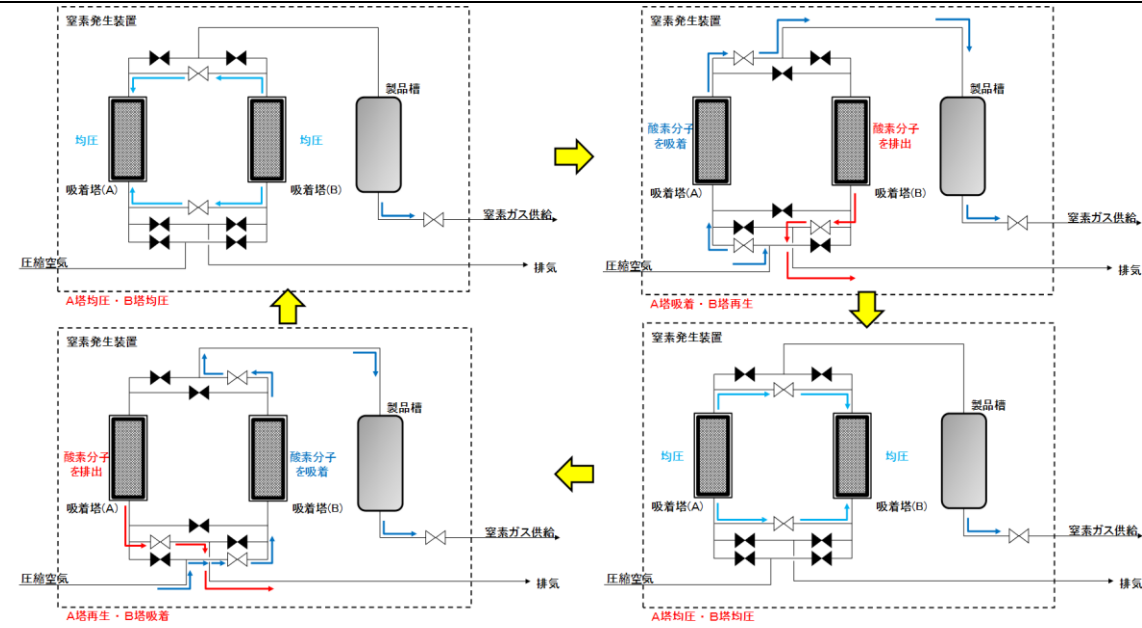 窒素発生装置
製品槽
均圧
均圧
吸着塔(A)
吸着塔(B)
窒素ガス供給
圧縮空気
排気
A塔均圧・B塔均圧
窒素発生装置
製品槽
酸素分子
を吸着
酸素分子
を排出
吸着塔(A)
吸着塔(B)
窒素ガス供給
圧縮空気
排気
A塔吸着・B塔再生
窒素発生装置
製品槽
酸素分子
を排出
酸素分子
を吸着
吸着塔(A)
吸着塔(B)
窒素ガス供給
圧縮空気
排気
A塔再生・B塔吸着
窒素発生装置
製品槽
均圧
均圧
吸着塔(A)
吸着塔(B)
窒素ガス供給
圧縮空気
排気
A塔均圧・B塔均圧